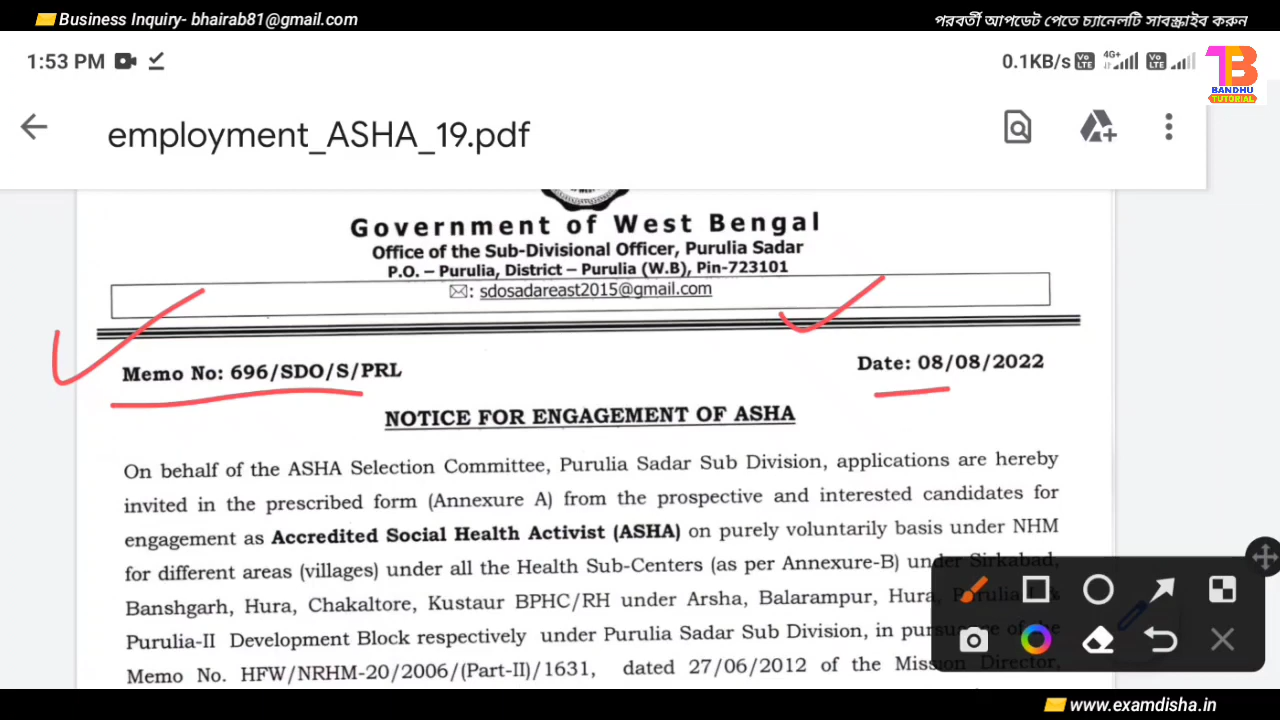 Business Inquiry- bhairab81@gmail.com
পরবর্তী আপডেট পেতে চ্যানেলটি সাবস্ক্রাইব করুন
1:53 PM
0.1KB/s Vo LTE 4G+ Vo LTE
TB
BANDHU
TUTORIAL
employment_ASHA_19.pdf
Government of West Bengal
Office of the Sub-Divisional Officer, Purulia Sadar
P.O. – Purulia, District – Purulia (W.B), Pin-723101
: sdosadareast2015@gmail.com
Memo No: 696/SDO/S/PRL
Date: 08/08/2022
NOTICE FOR ENGAGEMENT OF ASHA
On behalf of the ASHA Selection Committee, Purulia Sadar Sub Division, applications are hereby
invited in the prescribed form (Annexure A) from the prospective and interested candidates for
engagement as Accredited Social Health Activist (ASHA) on purely voluntarily basis under NHM
for different areas (villages) under all the Health Sub-Centers (as per Annexure-B) under Sirkabad,
Banshgarh, Hura, Chakaltore, Kustaur BPHC/RH under Arsha, Balarampur, Hura,
Purulia-II Development Block respectively under Purulia Sadar Sub Division, in
Memo No. HFW/NRHM-20/2006/(Part-II)/1631, dated 27/06/2012 of the Mission Director,
www.examdisha.in